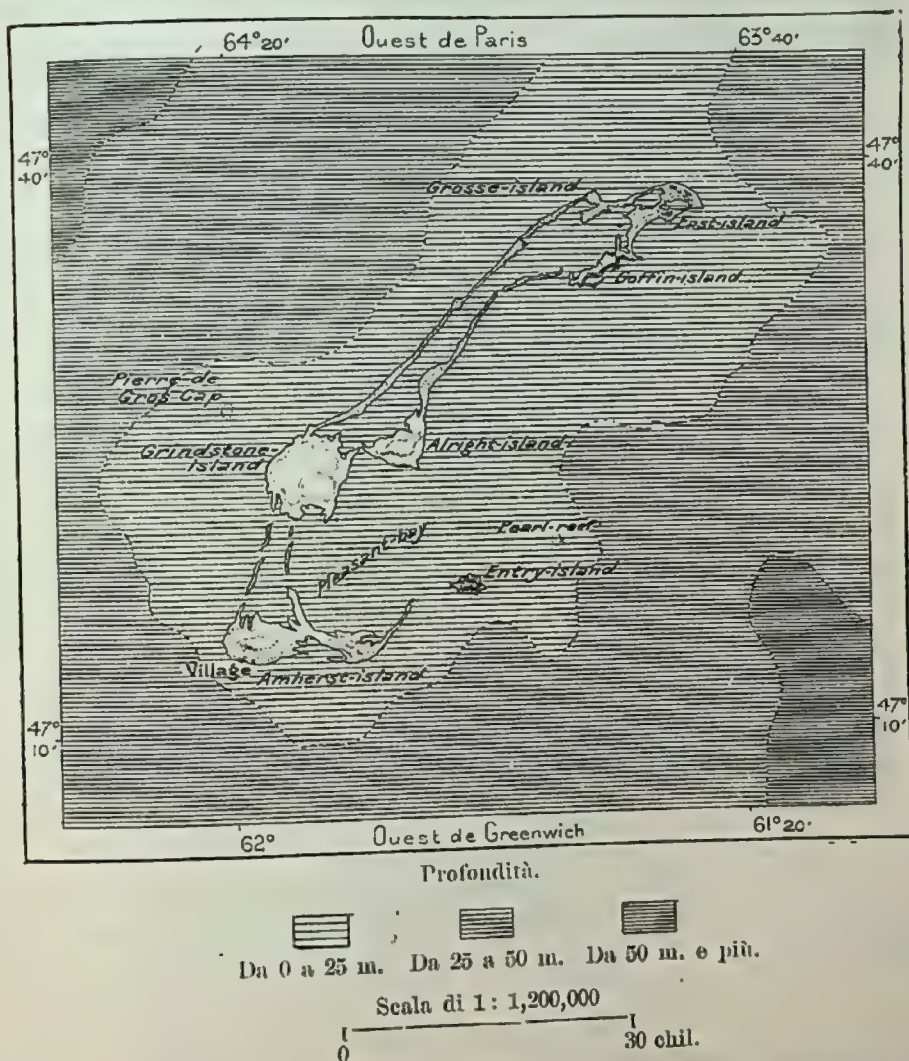 64°20′ Ouest de Paris 63°40′
47°
40′
47°
40′
Grosse-island
East-island
Coffin-island
Pierre-de
Gros-Cap
Grindstone-
island
Alright-island
Pleasant-bay
Pearl-reef
Entry-island
Village
Amherst-island
47°
10′
47°
10′
62° Ouest de Greenwich 61°20′
Profondità.
Da 0 a 25 m. Da 25 a 50 m. Da 50 m. e più.
Scala di 1: 1,200,000
0 30 chil.